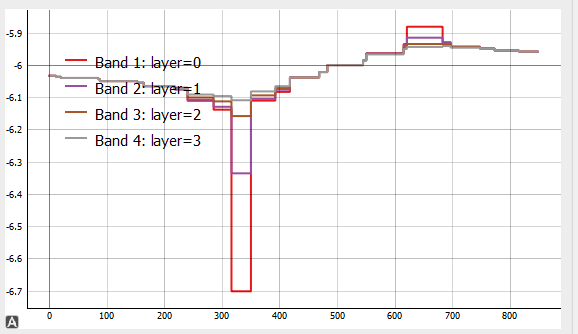 -5.9
-6
Band 1: layer=0
Band 2: layer=1
-6.1
Band 3: layer=2
Band 4: layer=3
-6.2
-6.3
-6.4
-6.5
-6.6
-6.7
0 100 200 300 400 500 600 700 800
A